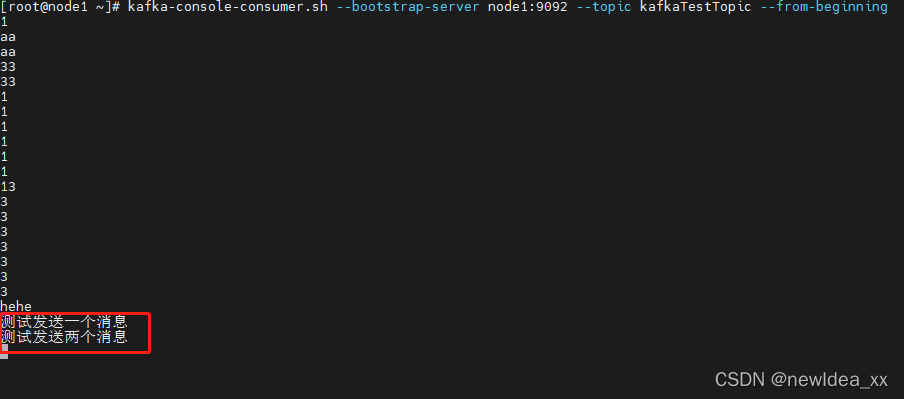 [root@node1 ~]# kafka-console-consumer.sh --bootstrap-server node1:9092 --topic kafkaTestTopic --from-beginning
1
aa
aa
33
33
1
1
1
1
1
1
13
3
3
3
3
3
3
3
hehe
测试发送一个消息
测试发送两个消息
CSDN @newIdea_xx